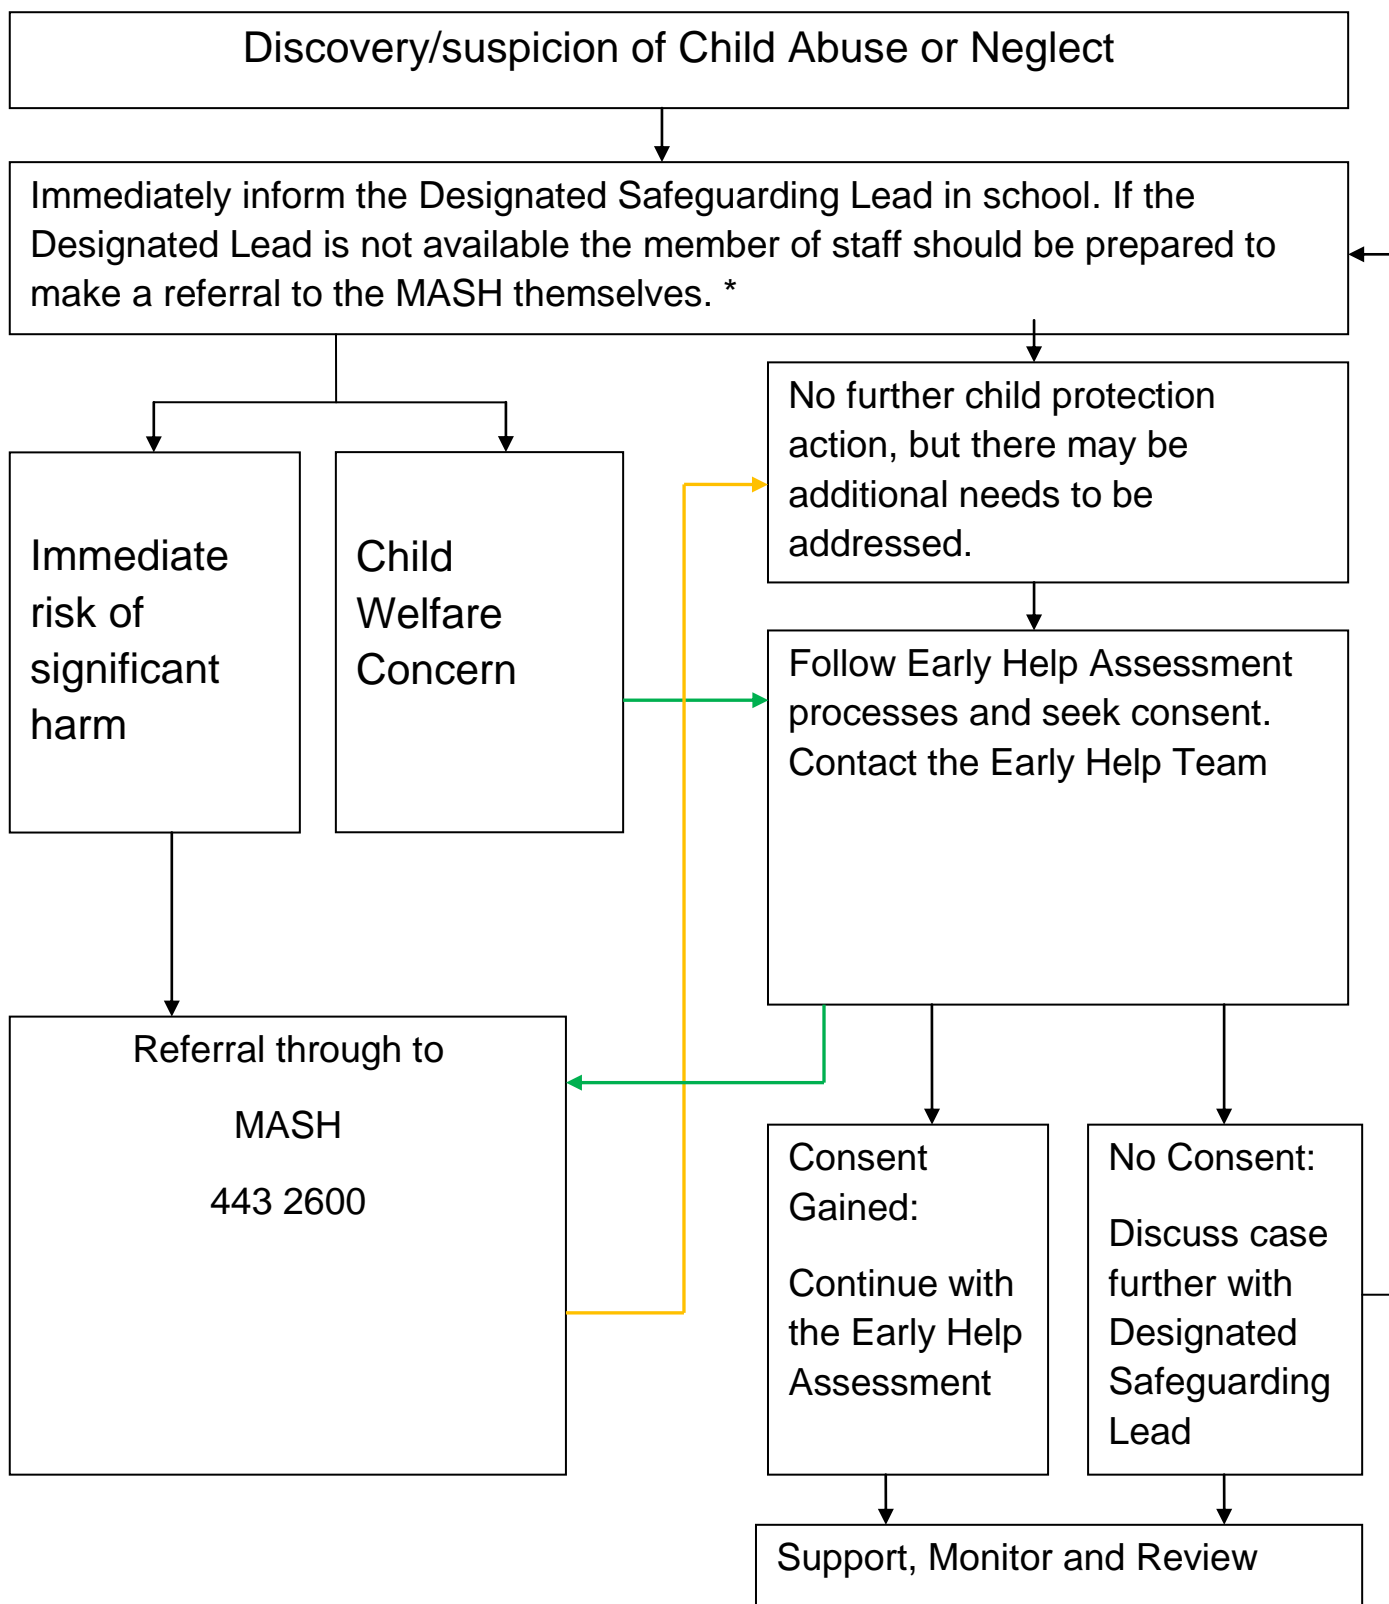 Discovery/suspicion of Child Abuse or Neglect
Immediately inform the Designated Safeguarding Lead in school. If the
Designated Lead is not available the member of staff should be prepared to
make a referral to the MASH themselves. *
No further child protection
action, but there may be
additional needs to be
addressed.
Immediate
risk of
significant
harm
Child
Welfare
Concern
Follow Early Help Assessment
processes and seek consent.
Contact the Early Help Team
Referral through to
MASH
443 2600
Consent
Gained:
Continue with
the Early Help
Assessment
No Consent:
Discuss case
further with
Designated
Safeguarding
Lead
Support, Monitor and Review